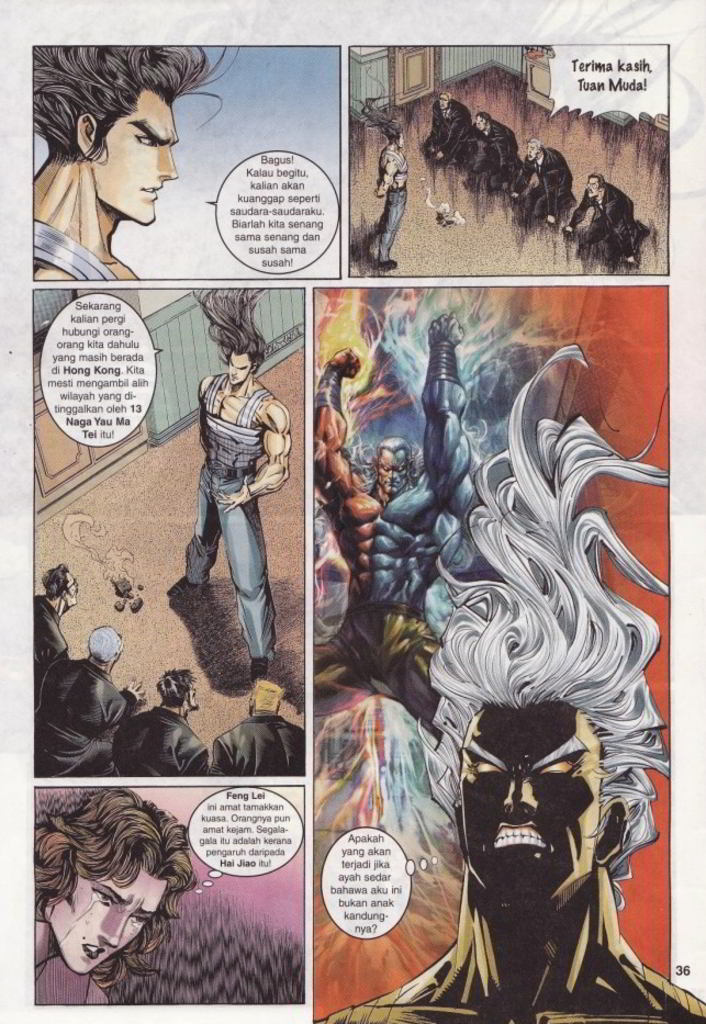 Bagus!
Kalau begitu,
kalian akan
kuanggap seperti
saudara-saudaraku.
Biarlah kita senang
sama senang dan
susah sama
susah!
Terima kasih,
Tuan Muda!
Sekarang
kalian pergi
hubungi orang-
orang kita dahulu
yang masih berada
di Hong Kong. Kita
mesti mengambil alih
wilayah yang di-
tinggalkan oleh 13
Naga Yau Ma
Tei itu!
Feng Lei
ini amat tamakkan
kuasa. Orangnya pun
amat kejam. Segala-
gala itu adalah kerana
pengaruh daripada
Hai Jiao itu!
Apakah
yang akan
terjadi jika
ayah sedar
bahawa aku ini
bukan anak
kandung-
nya?
36